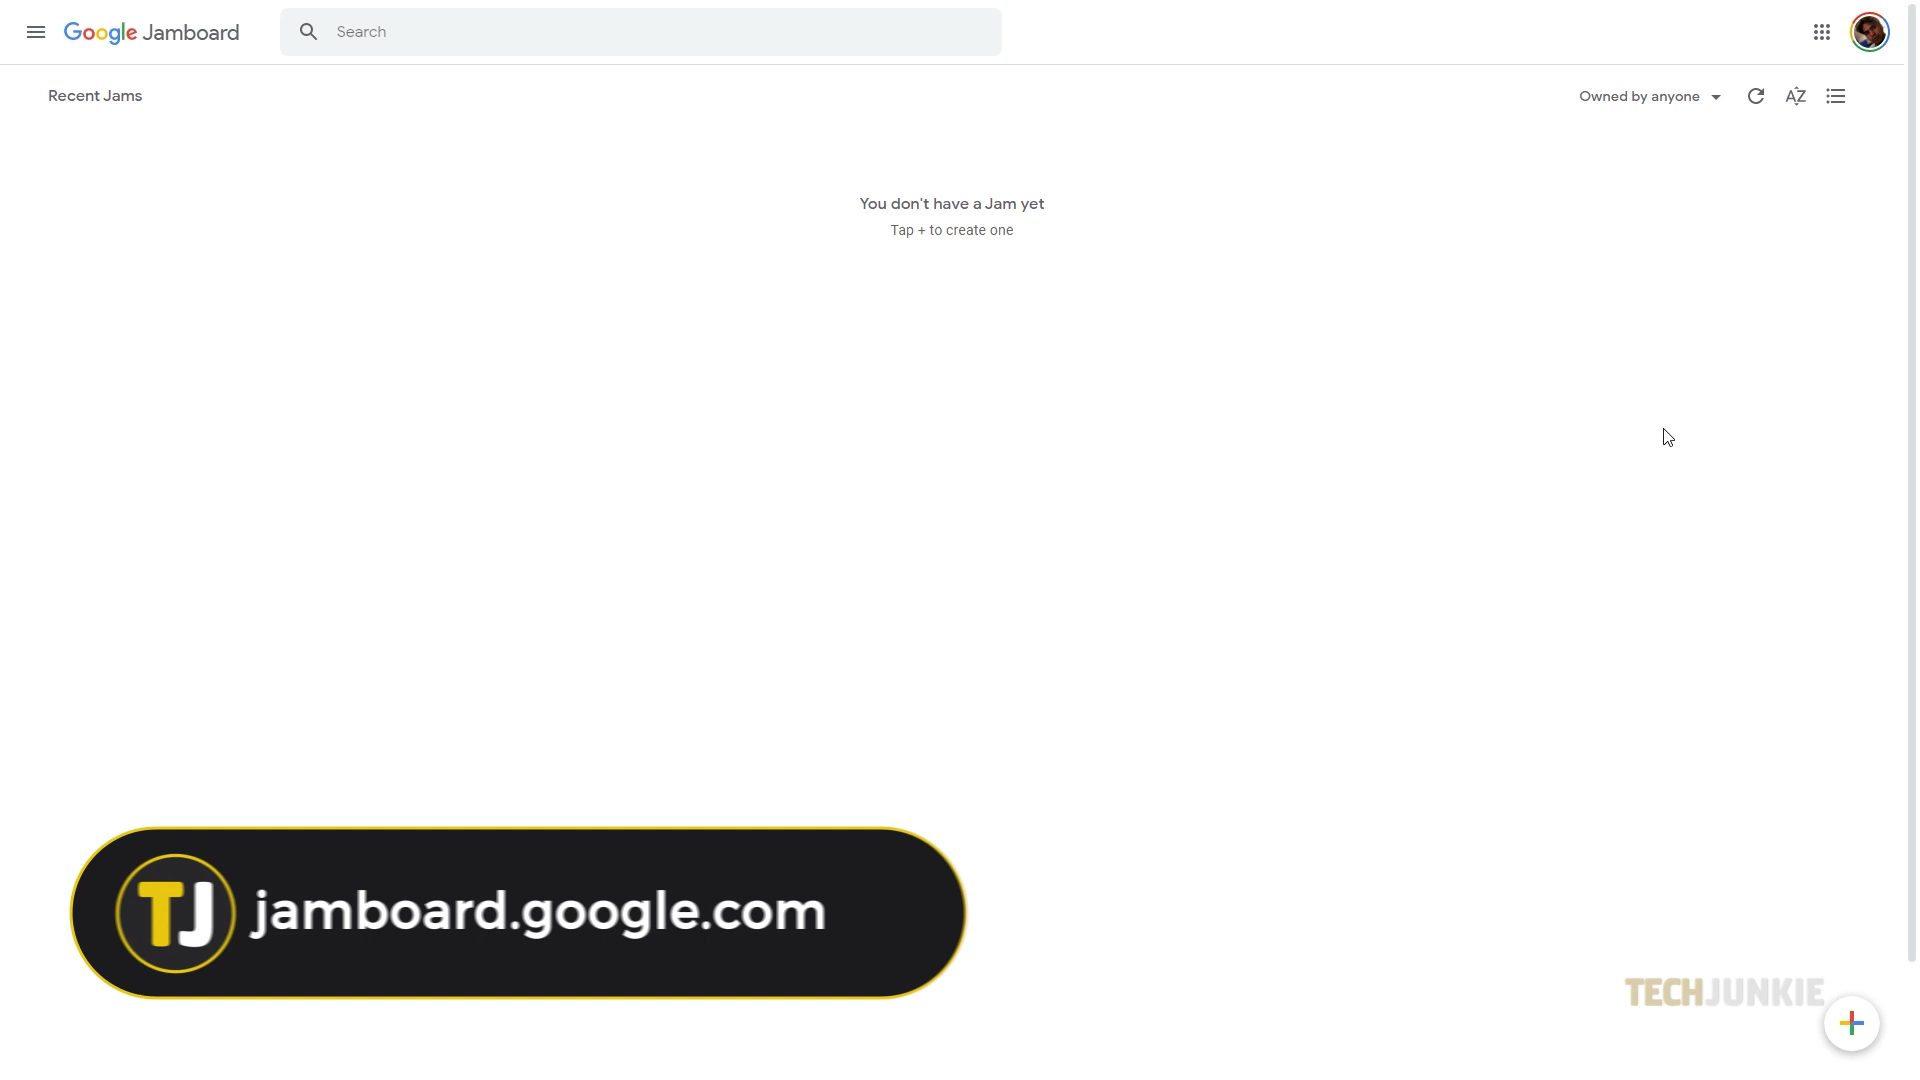 Google Jamboard
Search
Recent Jams
Owned by anyone
AZ
You don't have a Jam yet
Tap + to create one
TJ jamboard.google.com
TECHJUNKIE